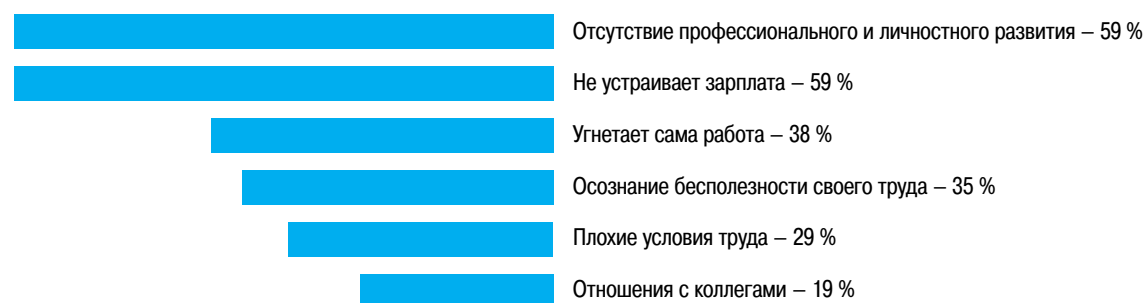 Отсутствие профессионального и личностного развития – 59 %
Не устраивает зарплата – 59 %
Угнетает сама работа – 38 %
Осознание бесполезности своего труда – 35 %
Плохие условия труда – 29 %
Отношения с коллегами – 19 %